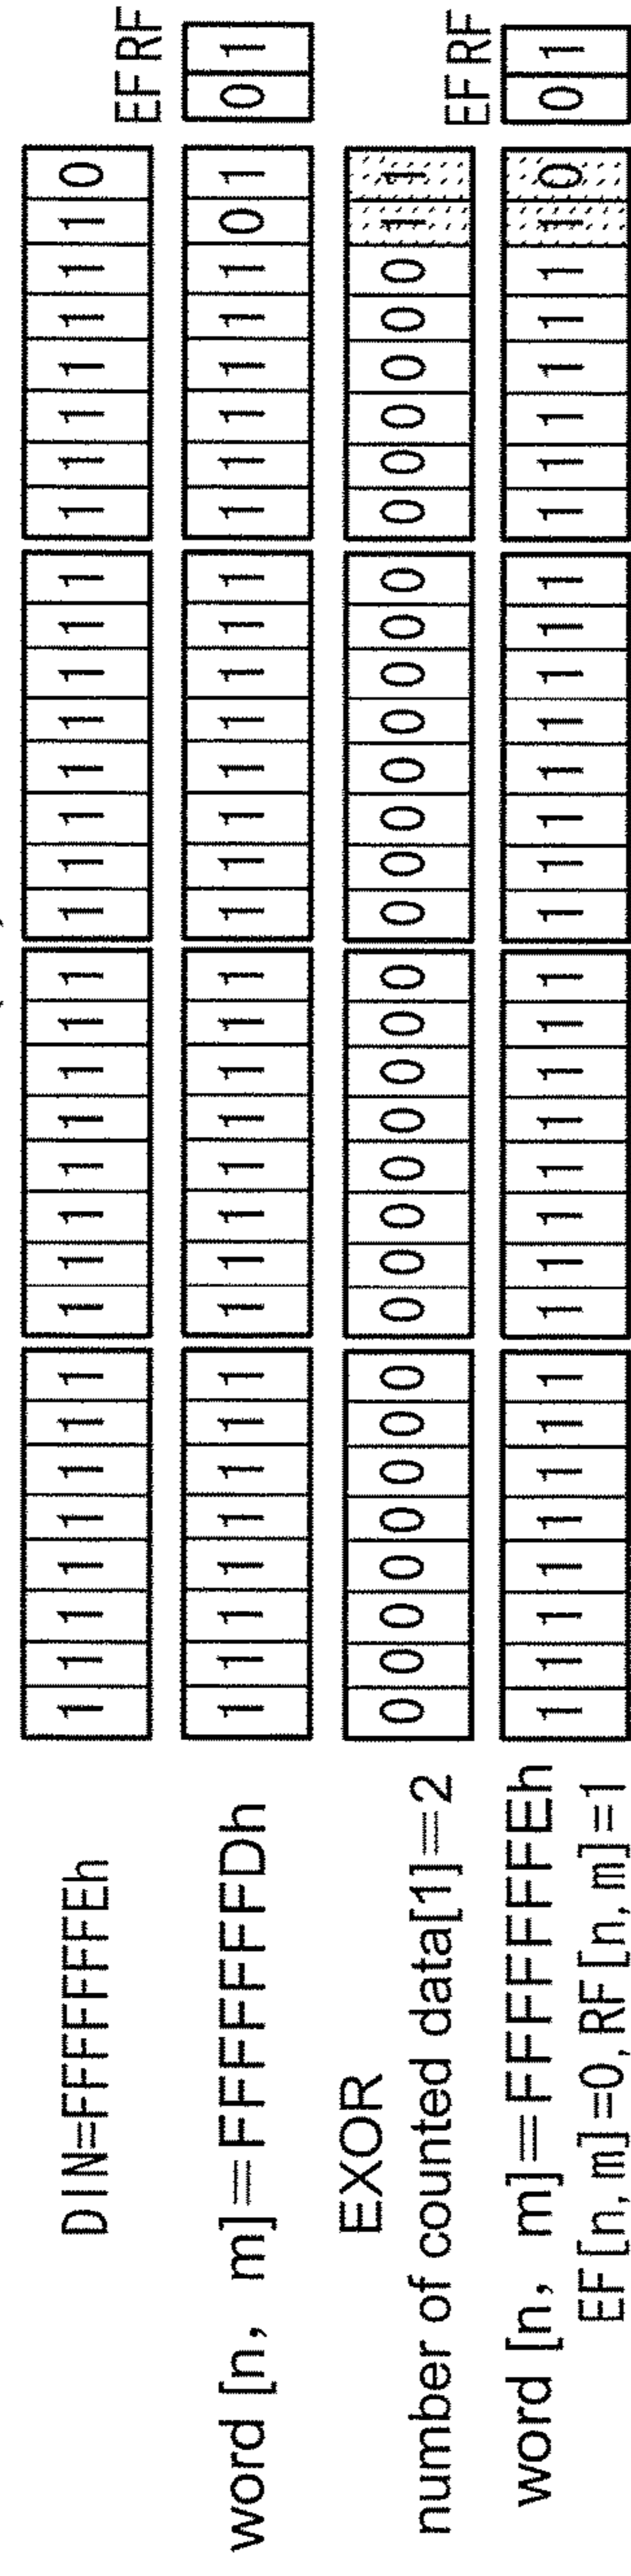 DIN=FFFFFFFEh 1 1 1 1 1 1 1 1 1 1 1 1 1 1 1 1 1 1 1 1 1 1 1 1 1 1 1 1 1 1 1 0
EF RF
word [n, m]=FFFFFFFDh 1 1 1 1 1 1 1 1 1 1 1 1 1 1 1 1 1 1 1 1 1 1 1 1 1 1 1 1 1 1 0 1 0 1
EXOR
number of counted data[1]=2 0 0 0 0 0 0 0 0 0 0 0 0 0 0 0 0 0 0 0 0 0 0 0 0 0 0 0 0 0 0 1 1
EF RF
word [n, m]=FFFFFFFEh 1 1 1 1 1 1 1 1 1 1 1 1 1 1 1 1 1 1 1 1 1 1 1 1 1 1 1 1 1 1 1 0 0 1
EF[n, m]=0, RF[n, m]=1